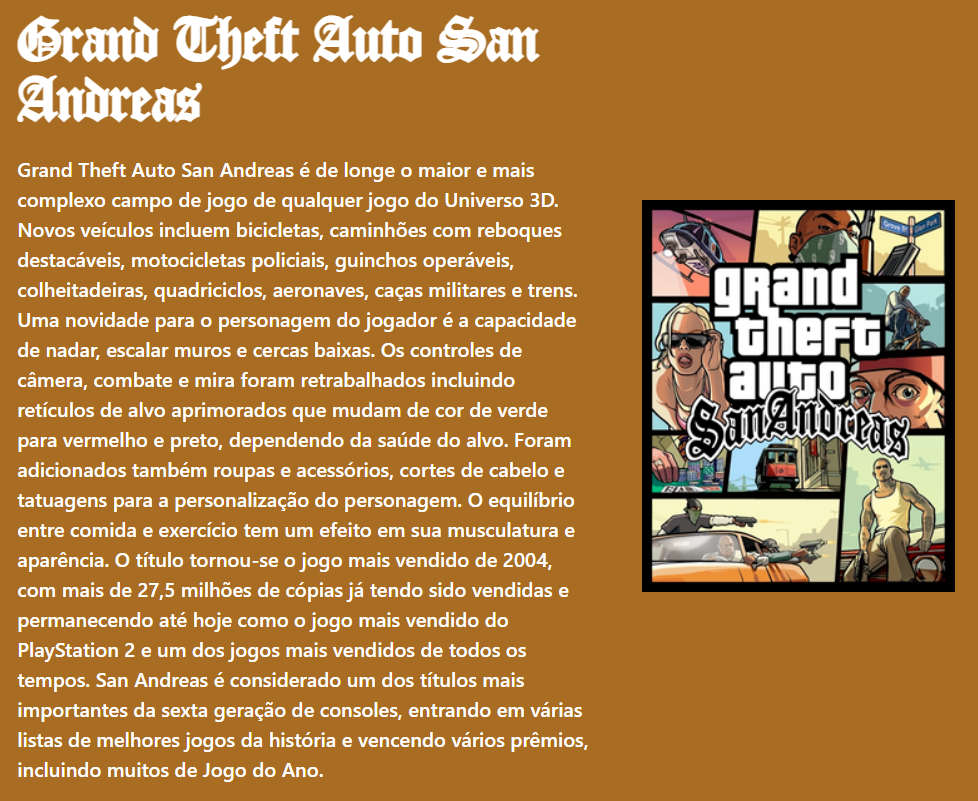 Grand Theft Auto San
Andreas
Grand Theft Auto San Andreas é de longe o maior e mais
complexo campo de jogo de qualquer jogo do Universo 3D.
Novos veículos incluem bicicletas, caminhões com reboques
destacáveis, motocicletas policiais, guinchos operáveis,
colheitadeiras, quadriciclos, aeronaves, caças militares e trens.
Uma novidade para o personagem do jogador é a capacidade
de nadar, escalar muros e cercas baixas. Os controles de
câmera, combate e mira foram retrabalhados incluindo
retículos de alvo aprimorados que mudam de cor de verde
para vermelho e preto, dependendo da saúde do alvo. Foram
adicionados também roupas e acessórios, cortes de cabelo e
tatuagens para a personalização do personagem. O equilíbrio
entre comida e exercício tem um efeito em sua musculatura e
aparência. O título tornou-se o jogo mais vendido de 2004,
com mais de 27,5 milhões de cópias já tendo sido vendidas e
permanecendo até hoje como o jogo mais vendido do
PlayStation 2 e um dos jogos mais vendidos de todos os
tempos. San Andreas é considerado um dos títulos mais
importantes da sexta geração de consoles, entrando em várias
listas de melhores jogos da história e vencendo vários prêmios,
incluindo muitos de Jogo do Ano.
Grove St Glen Park
grand
theft
auto
San Andreas